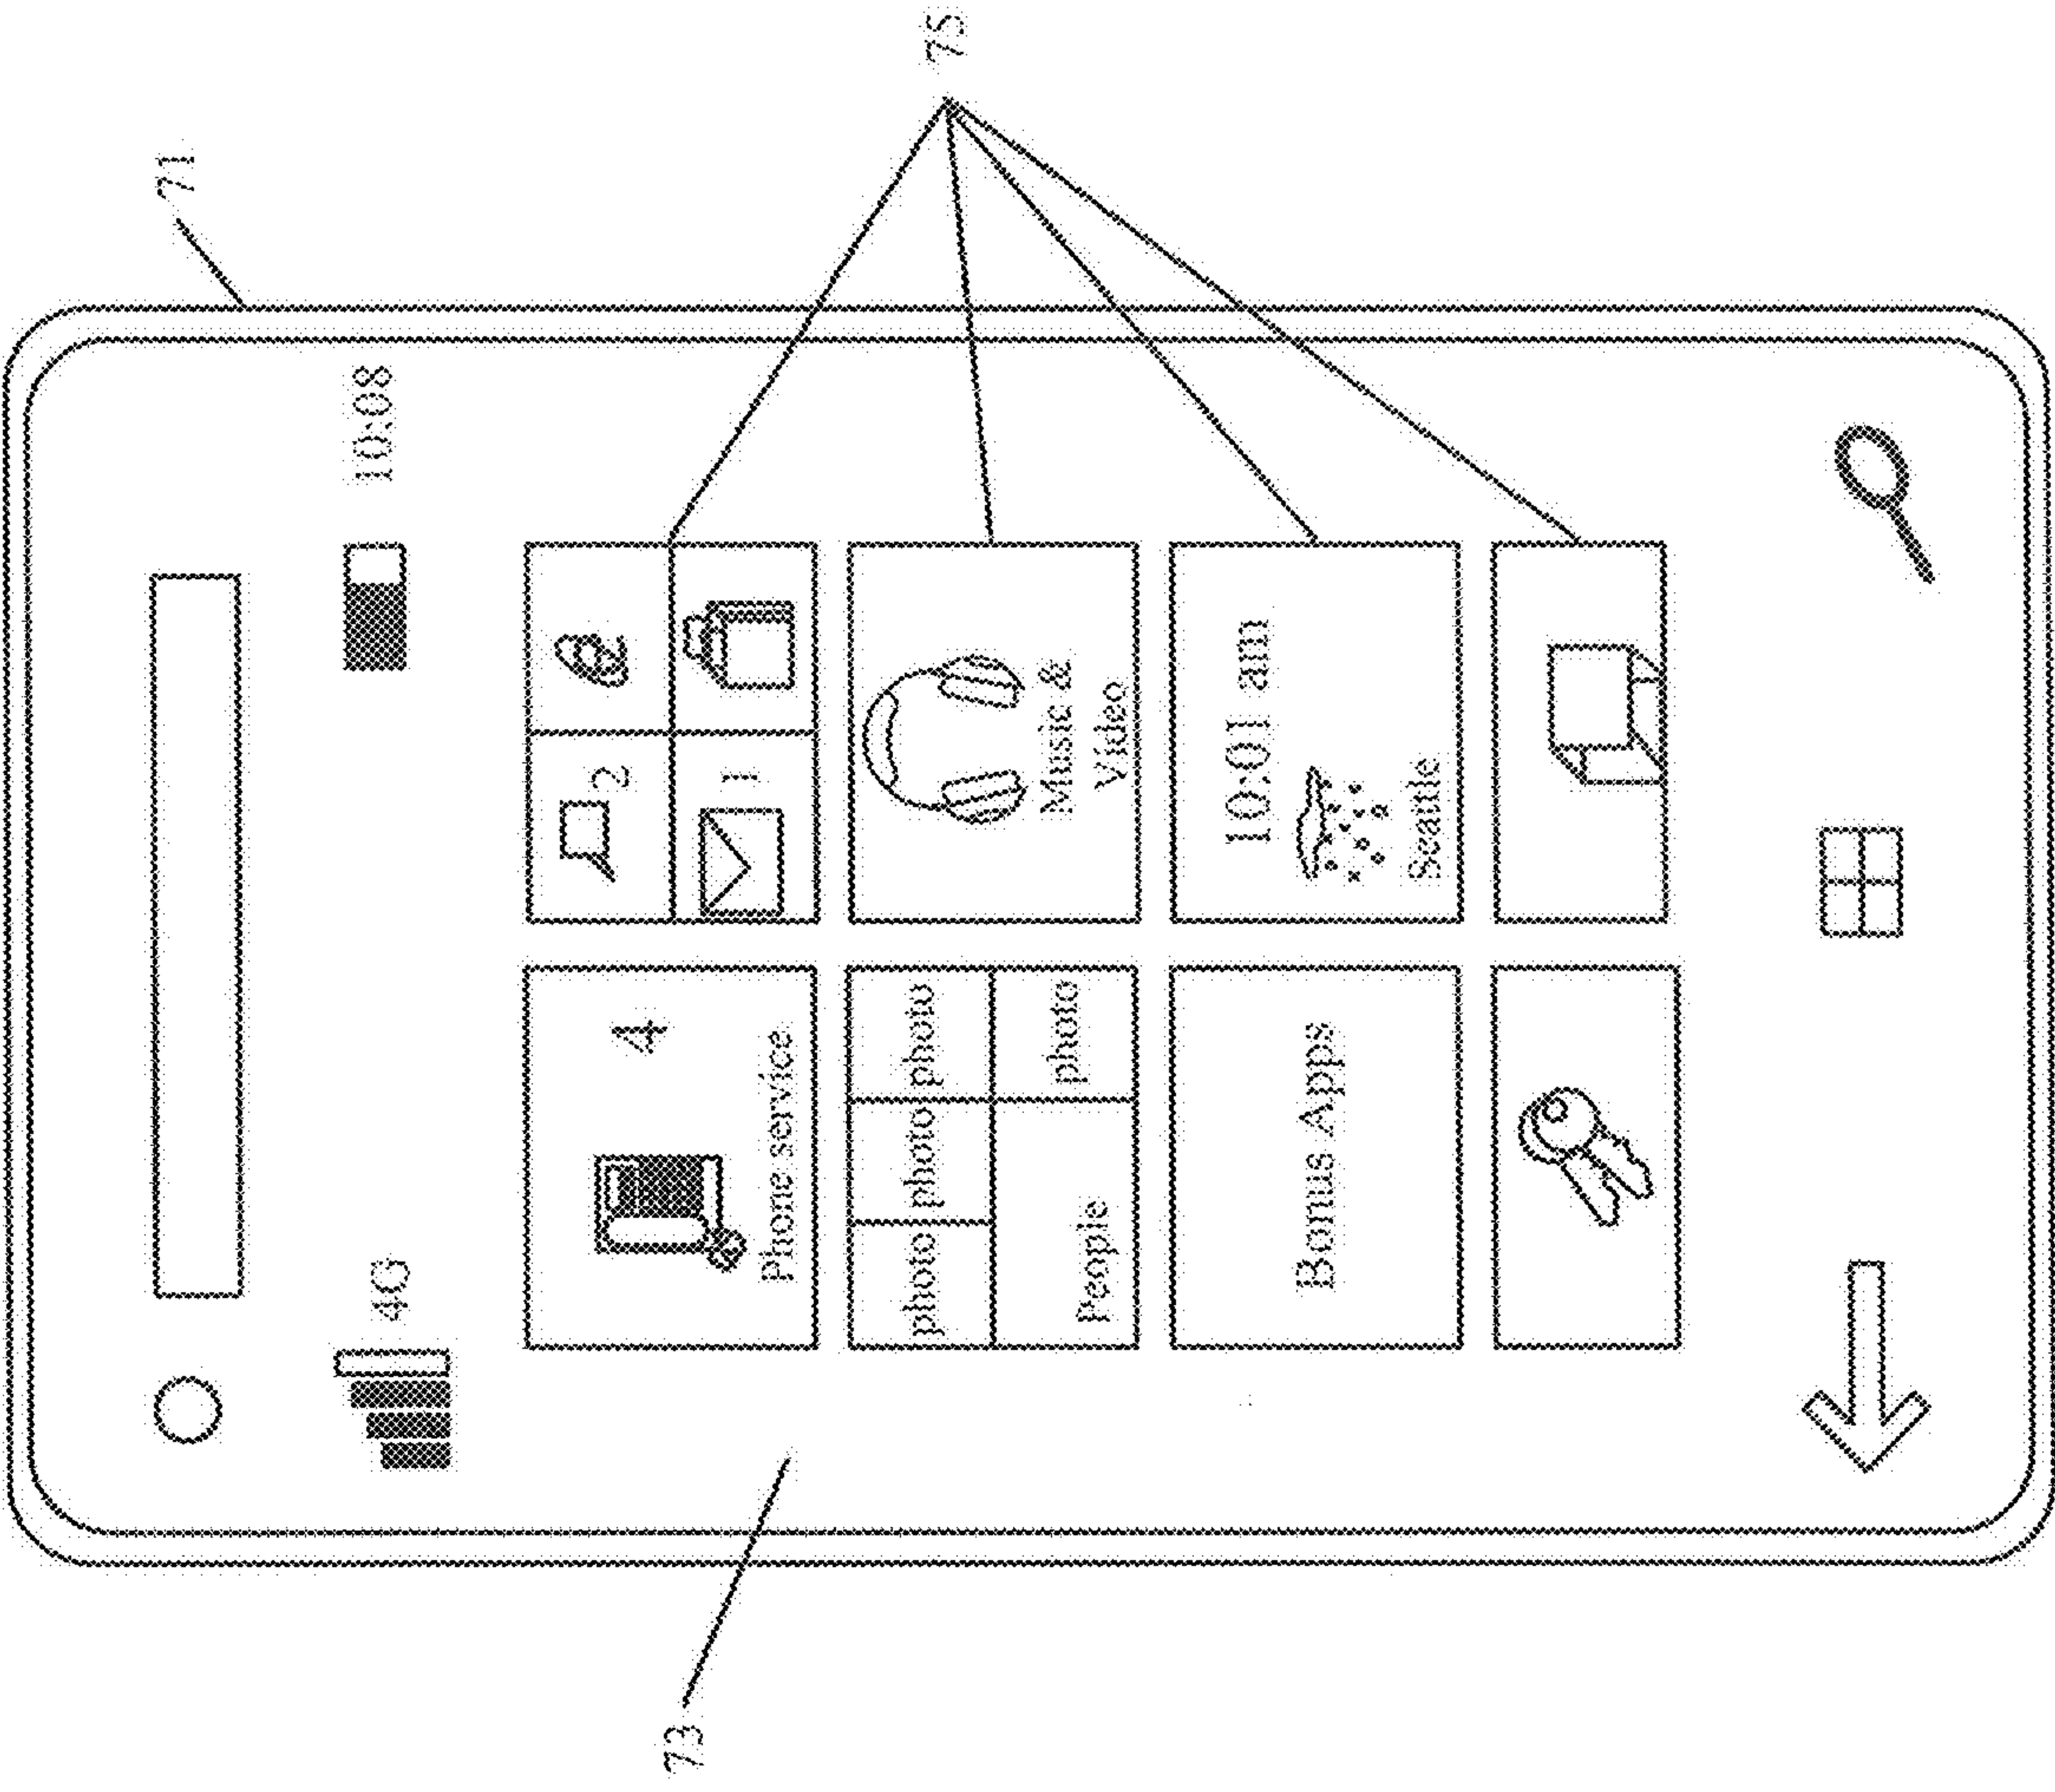 71
4G
10:08
4
Phone service
2
1
75
photo
photo
photo
photo
People
Music &
Video
Bonus Apps
10:01 am
Seattle
73